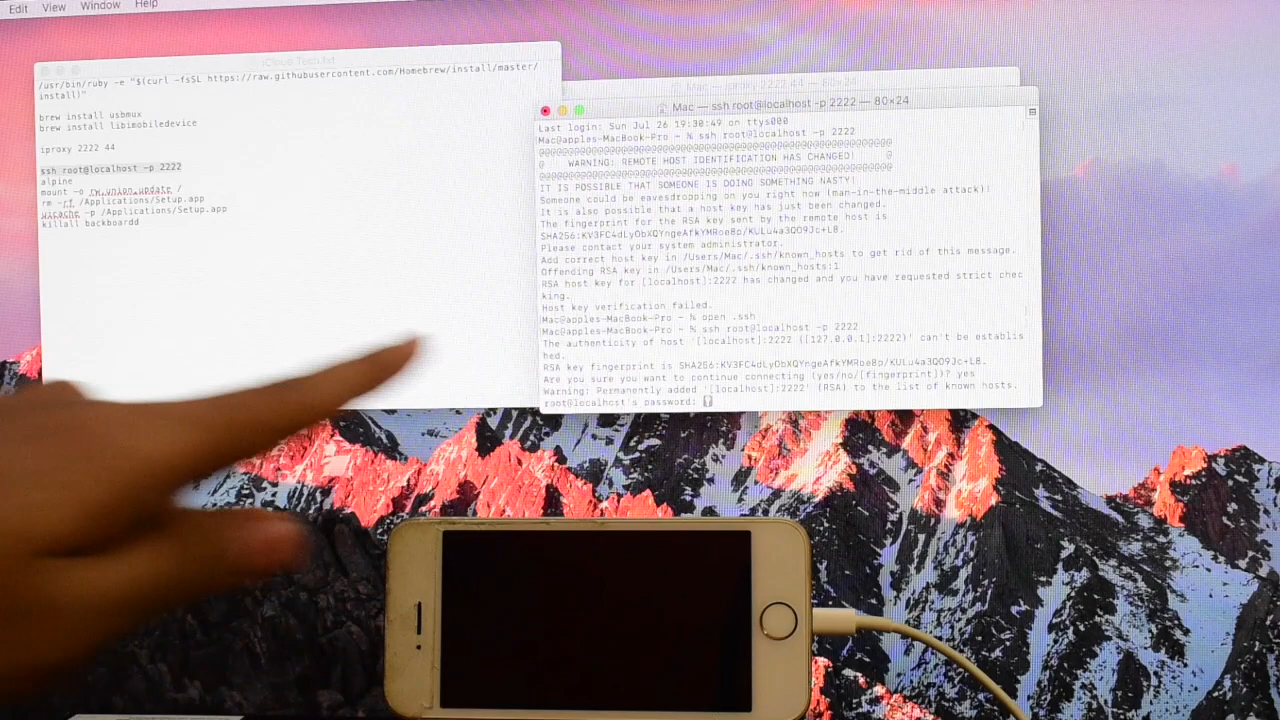 Edit View Window Help
iCloud Tech.txt
/usr/bin/ruby -e "$(curl -fsSL https://raw.githubusercontent.com/Homebrew/install/master/
install)"
brew install usbmux
brew install libimobiledevice
iproxy 2222 44
ssh root@localhost -p 2222
alpine
mount -o rw,union,update /
rm -rf /Applications/Setup.app
uicache -p /Applications/Setup.app
killall backboardd
Mac — iproxy 2222 44 — 80×24
Mac — ssh root@localhost -p 2222 — 80×24
Last login: Sun Jul 26 19:30:49 on ttys000
Mac@apples-MacBook-Pro ~ % ssh root@localhost -p 2222
@@@@@@@@@@@@@@@@@@@@@@@@@@@@@@@@@@@@@@@@@@@@@@@@@@@@@@@@@@@
@    WARNING: REMOTE HOST IDENTIFICATION HAS CHANGED!     @
@@@@@@@@@@@@@@@@@@@@@@@@@@@@@@@@@@@@@@@@@@@@@@@@@@@@@@@@@@@
IT IS POSSIBLE THAT SOMEONE IS DOING SOMETHING NASTY!
Someone could be eavesdropping on you right now (man-in-the-middle attack)!
It is also possible that a host key has just been changed.
The fingerprint for the RSA key sent by the remote host is
SHA256:KV3FC4dLyObXQYngeAfkYMRoe8p/KULu4a3QO9Jc+L8.
Please contact your system administrator.
Add correct host key in /Users/Mac/.ssh/known_hosts to get rid of this message.
Offending RSA key in /Users/Mac/.ssh/known_hosts:1
RSA host key for [localhost]:2222 has changed and you have requested strict chec
king.
Host key verification failed.
Mac@apples-MacBook-Pro ~ % open .ssh
Mac@apples-MacBook-Pro ~ % ssh root@localhost -p 2222
The authenticity of host '[localhost]:2222 ([127.0.0.1]:2222)' can't be establis
hed.
RSA key fingerprint is SHA256:KV3FC4dLyObXQYngeAfkYMRoe8p/KULu4a3QO9Jc+L8.
Are you sure you want to continue connecting (yes/no/[fingerprint])? yes
Warning: Permanently added '[localhost]:2222' (RSA) to the list of known hosts.
root@localhost's password: